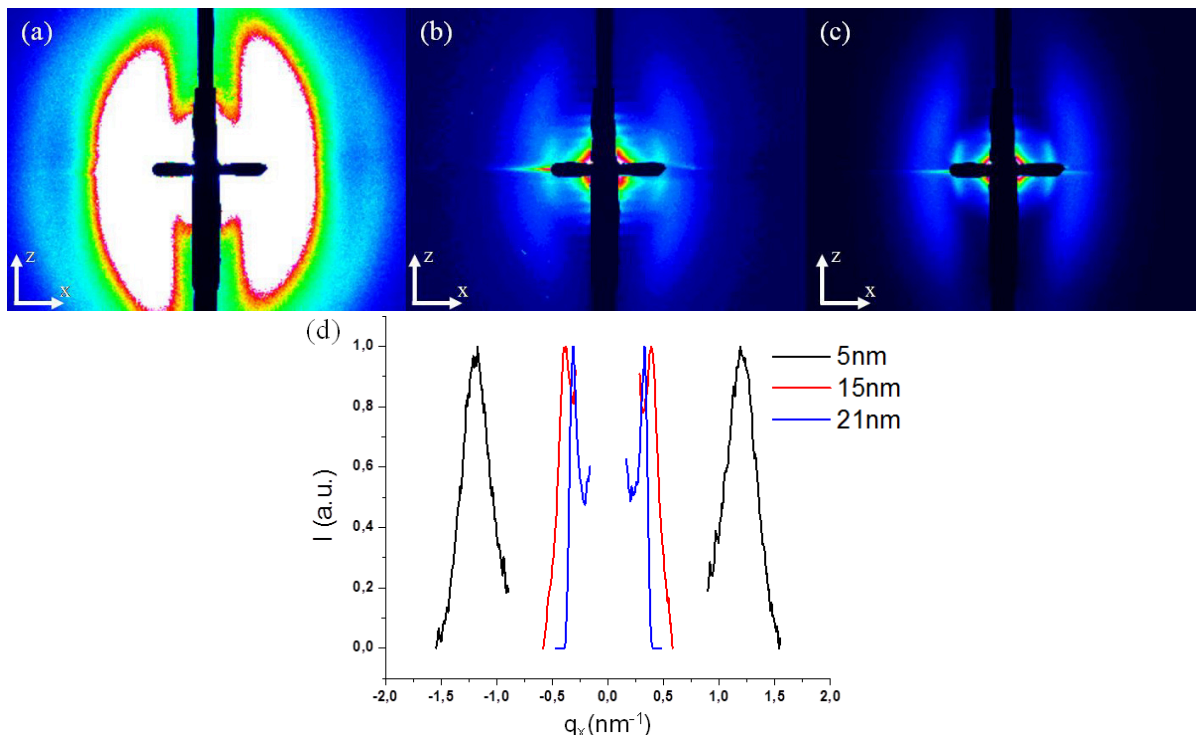 (a)
(b)
(c)
z
x
z
x
z
x
(d)
1,0
0,8
0,6
0,4
0,2
0,0
I (a.u.)
5nm
15nm
21nm
-2,0 -1,5 -1,0 -0,5 0,0 0,5 1,0 1,5 2,0
qₓ(nm⁻¹)